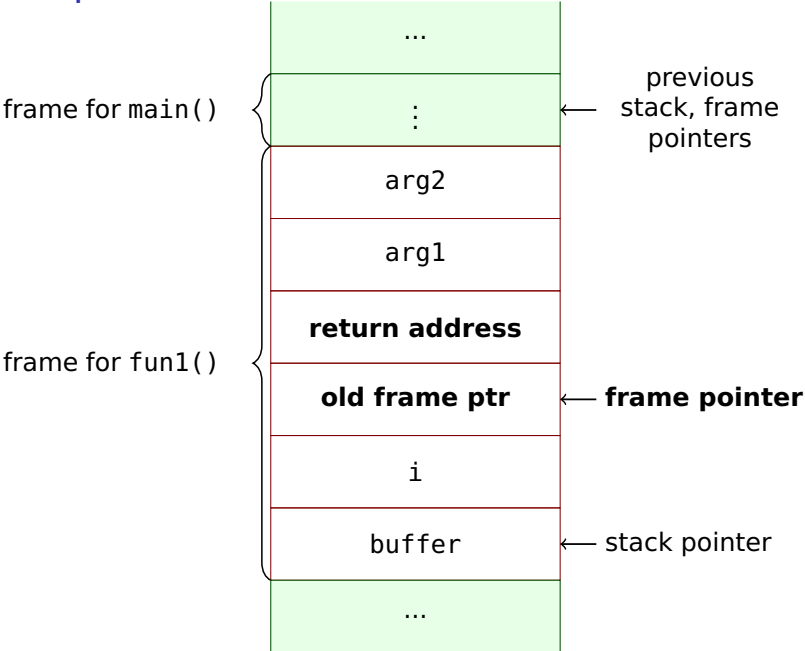 ...
frame for main()
⋮
previous
stack, frame
pointers
arg2
arg1
return address
frame for fun1()
old frame ptr
frame pointer
i
buffer
stack pointer
...